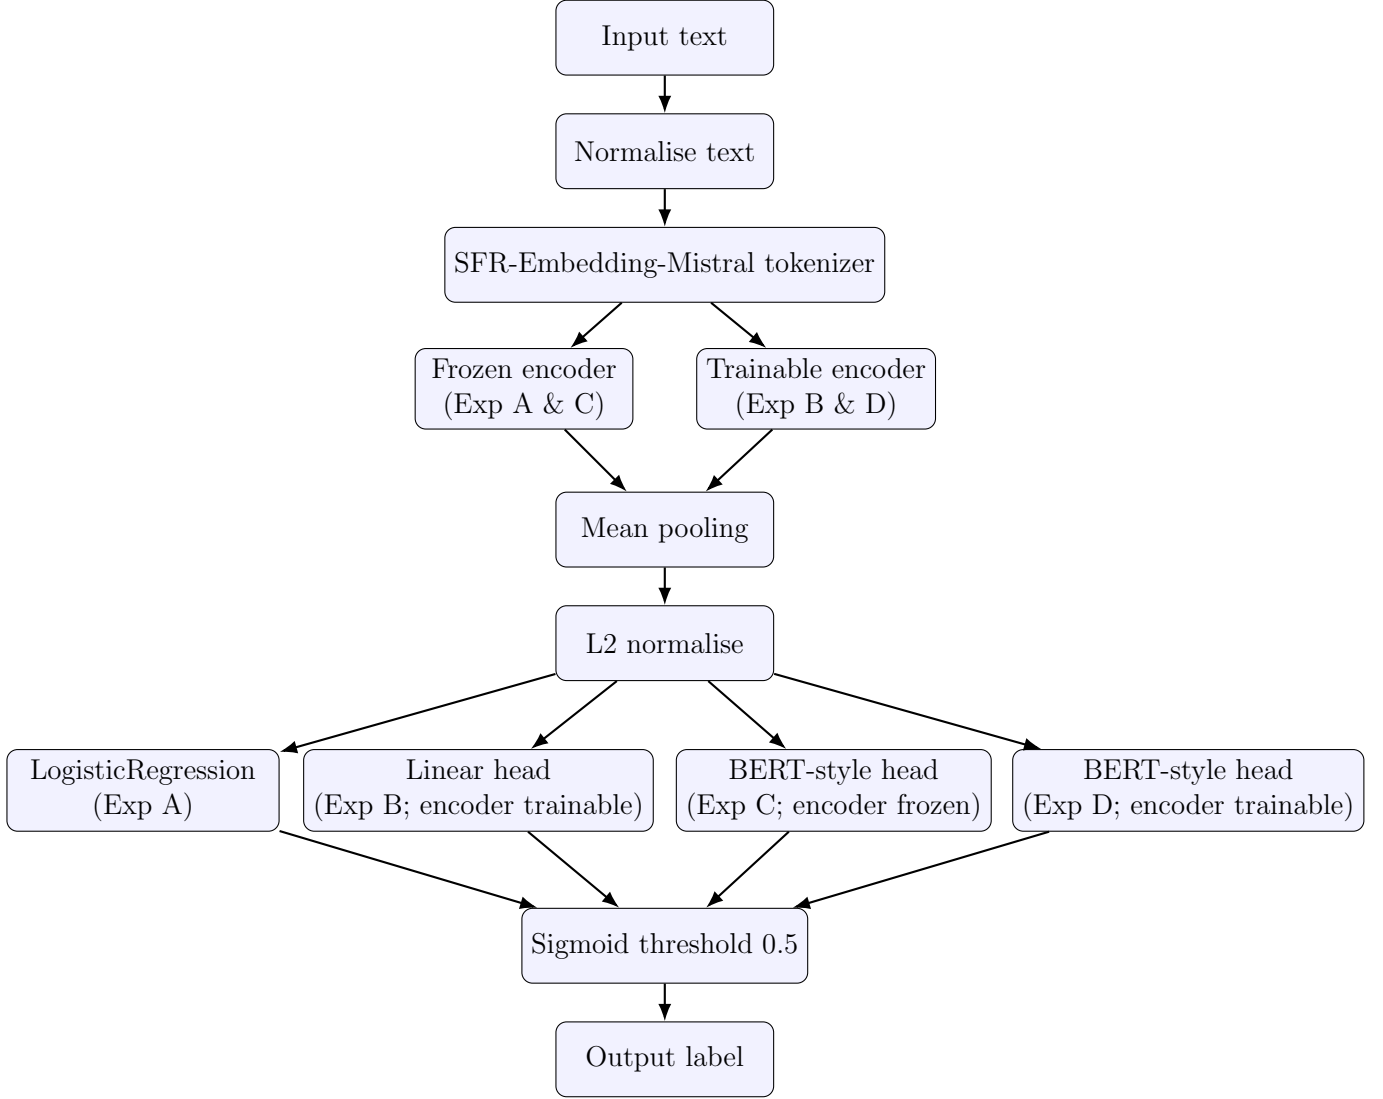 Input text
Normalise text
SFR-Embedding-Mistral tokenizer
Frozen encoder
(Exp A & C)
Trainable encoder
(Exp B & D)
Mean pooling
L2 normalise
LogisticRegression
(Exp A)
Linear head
(Exp B; encoder trainable)
BERT-style head
(Exp C; encoder frozen)
BERT-style head
(Exp D; encoder trainable)
Sigmoid threshold 0.5
Output label